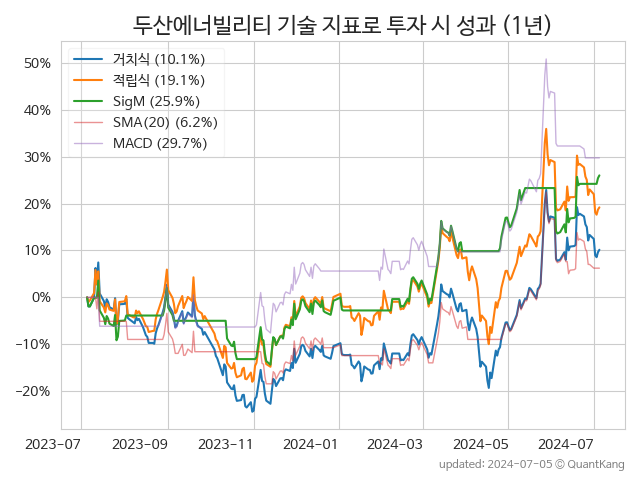 두산에너빌리티 기술 지표로 투자 시 성과 (1년)
50%
40%
30%
20%
10%
0%
−10%
−20%
거치식 (10.1%)
적립식 (19.1%)
SigM (25.9%)
SMA(20) (6.2%)
MACD (29.7%)
2023-07
2023-09
2023-11
2024-01
2024-03
2024-05
2024-07
updated: 2024-07-05 © QuantKang